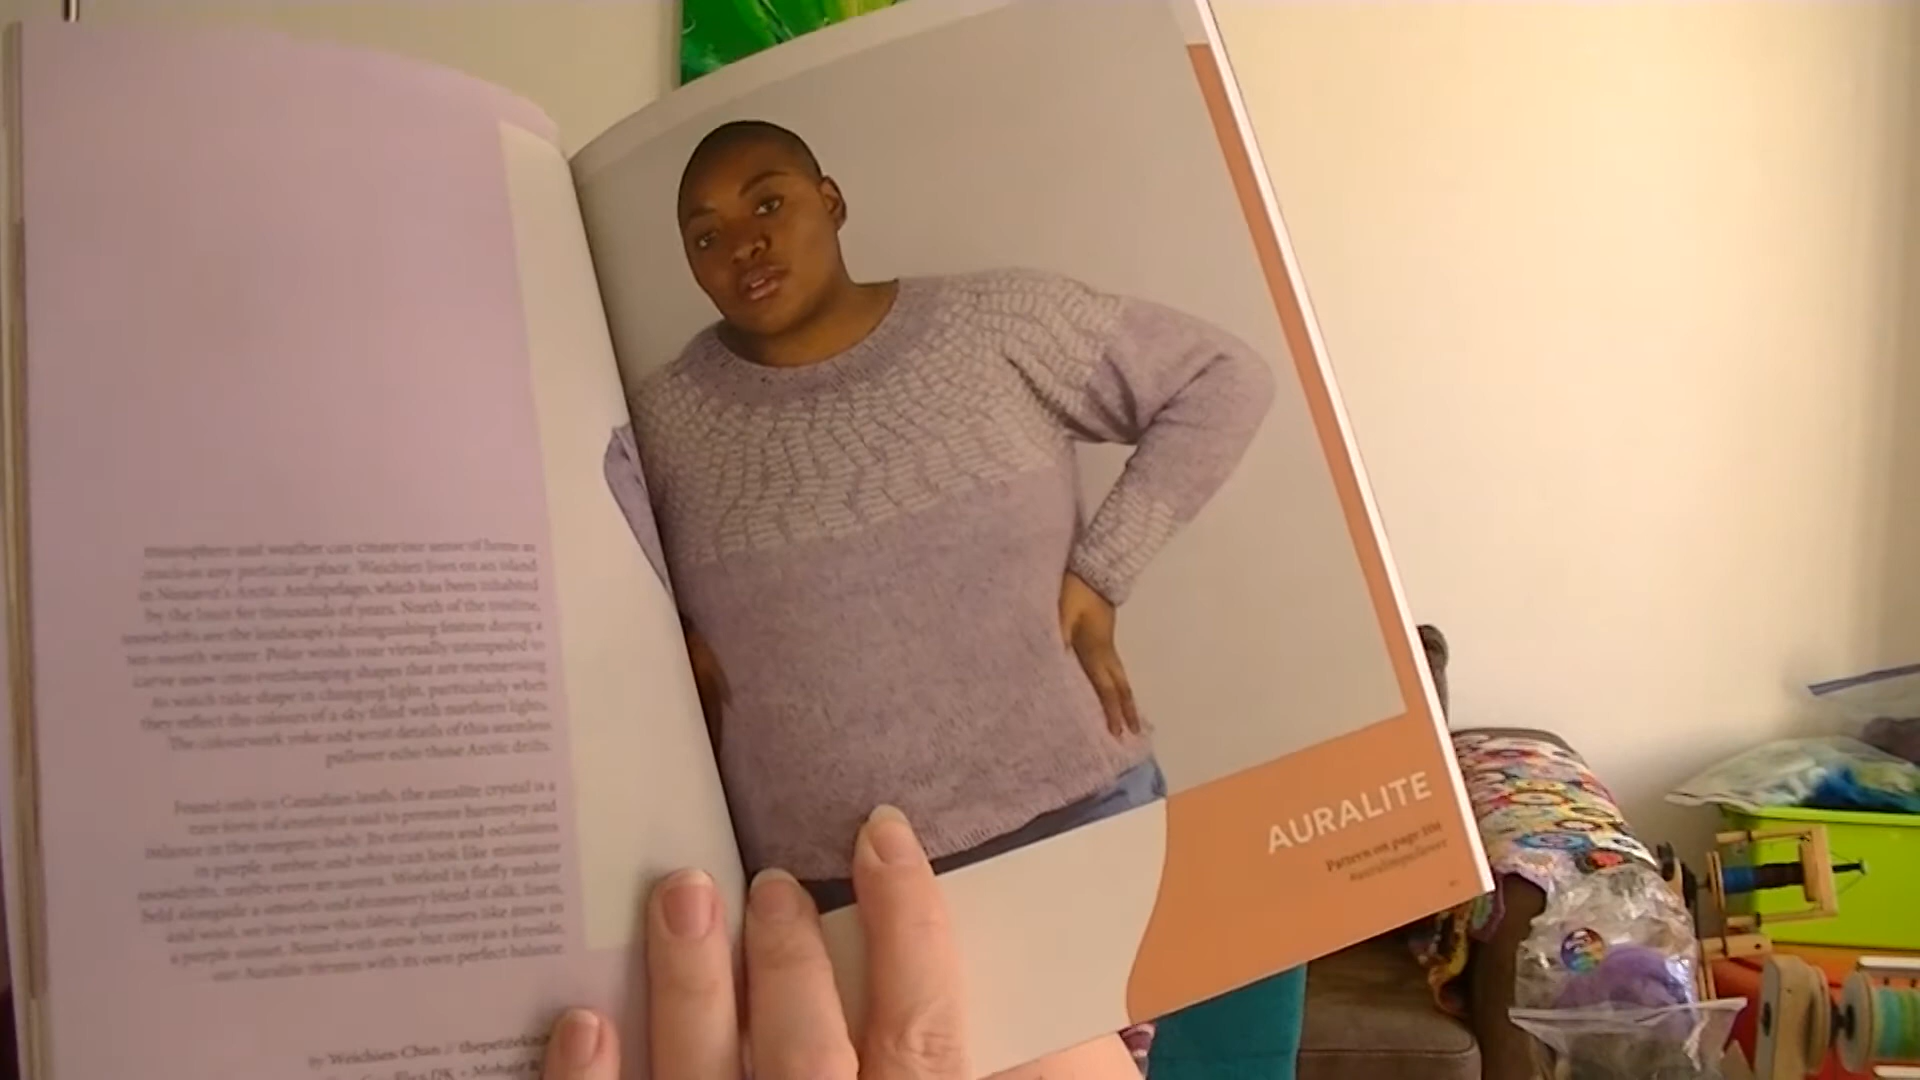 atmosphere and weather can create our sense of home as
much as any particular place. Weichien lives on an island
in Nunavut's Arctic Archipelago, which has been inhabited
by the Inuit for thousands of years. North of the treeline,
snowdrifts are the landscape's distinguishing feature during a
ten-month winter. Polar winds roar virtually unimpeded to
carve snow into overhanging shapes that are mesmerising
to watch take shape in changing light, particularly when
they reflect the colours of a sky filled with northern lights.
The colourwork yoke and wrist details of this seamless
pullover echo those Arctic drifts.
Found only in Canadian lands, the auralite crystal is a
rare form of amethyst said to promote harmony and
balance in the energetic body. Its striations and occlusions
in purple, amber, and white can look like miniature
snowdrifts, maybe even an aurora. Worked in fluffy mohair
held alongside a smooth and shimmery blend of silk, linen,
and wool, we love how this fabric glimmers like snow in
a purple sunset. Bound with snow but cosy as a fireside,
our Auralite thrums with its own perfect balance.
by Weichien Chan // thepetiteknit
Flax DK + Mohair
AURALITE
Pattern on page 104
#auralitepullover